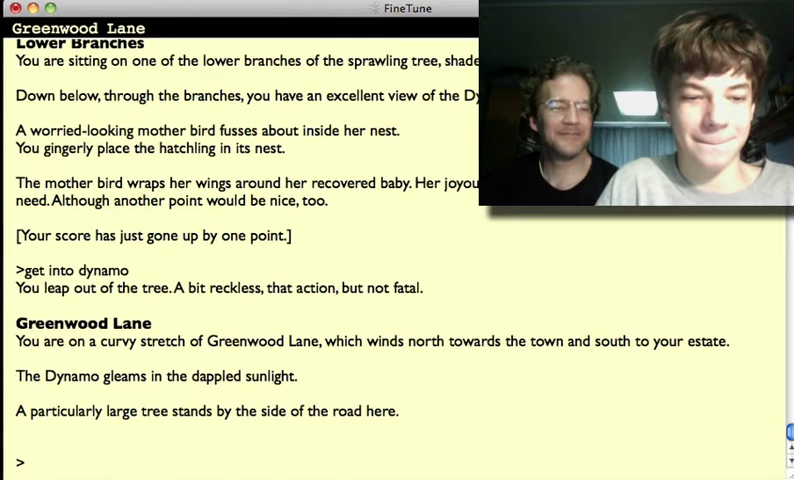 FineTune
Greenwood Lane
Lower Branches
You are sitting on one of the lower branches of the sprawling tree, shade
Down below, through the branches, you have an excellent view of the Dy
A worried-looking mother bird fusses about inside her nest.
You gingerly place the hatchling in its nest.
The mother bird wraps her wings around her recovered baby. Her joyou
need. Although another point would be nice, too.
[Your score has just gone up by one point.]
>get into dynamo
You leap out of the tree. A bit reckless, that action, but not fatal.
Greenwood Lane
You are on a curvy stretch of Greenwood Lane, which winds north towards the town and south to your estate.
The Dynamo gleams in the dappled sunlight.
A particularly large tree stands by the side of the road here.
>